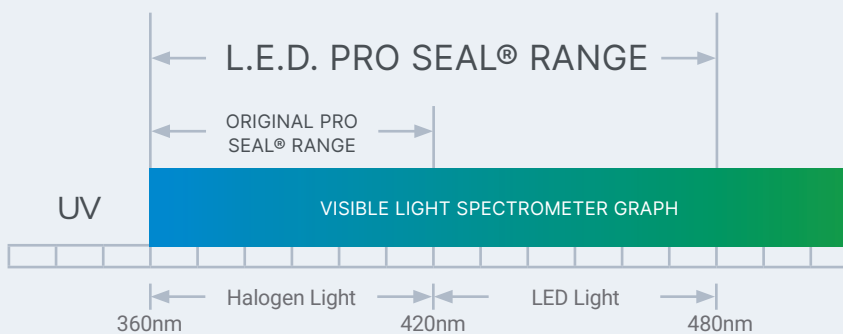 L.E.D. PRO SEAL® RANGE
ORIGINAL PRO
SEAL® RANGE
UV
VISIBLE LIGHT SPECTROMETER GRAPH
Halogen Light
LED Light
360nm
420nm
480nm